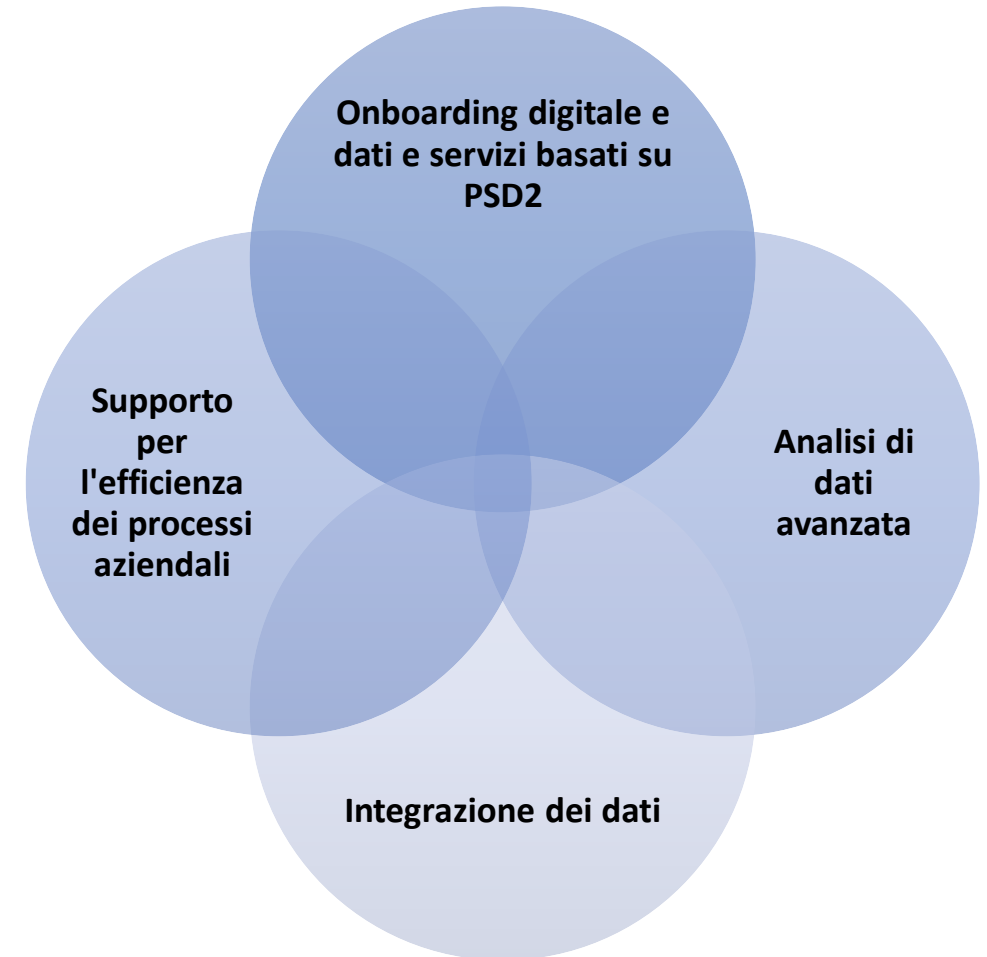 Onboarding digitale e
dati e servizi basati su
PSD2
Supporto
per
l'efficienza
dei processi
aziendali
Analisi di
dati
avanzata
Integrazione dei dati